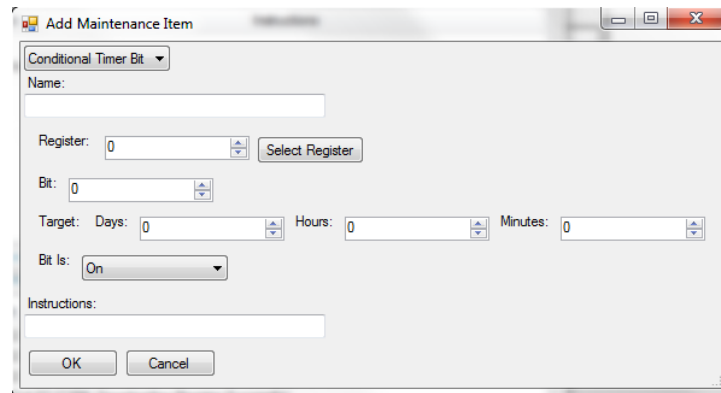 Add Maintenance Item
Conditional Timer Bit
Name:
Register: 0 Select Register
Bit: 0
Target: Days: 0 Hours: 0 Minutes: 0
Bit Is: On
Instructions:
OK Cancel